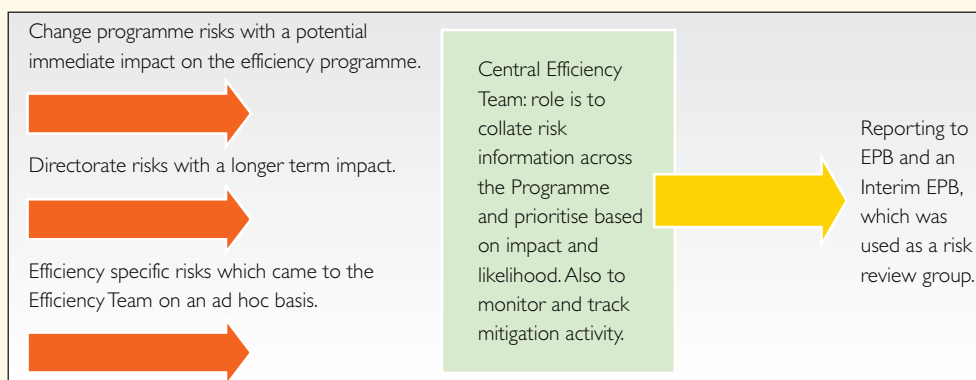 Change programme risks with a potential
immediate impact on the efficiency programme.
Directorate risks with a longer term impact.
Efficiency specific risks which came to the
Efficiency Team on an ad hoc basis.
Central Efficiency
Team: role is to
collate risk
information across
the Programme
and prioritise based
on impact and
likelihood. Also to
monitor and track
mitigation activity.
Reporting to
EPB and an
Interim EPB,
which was
used as a risk
review group.